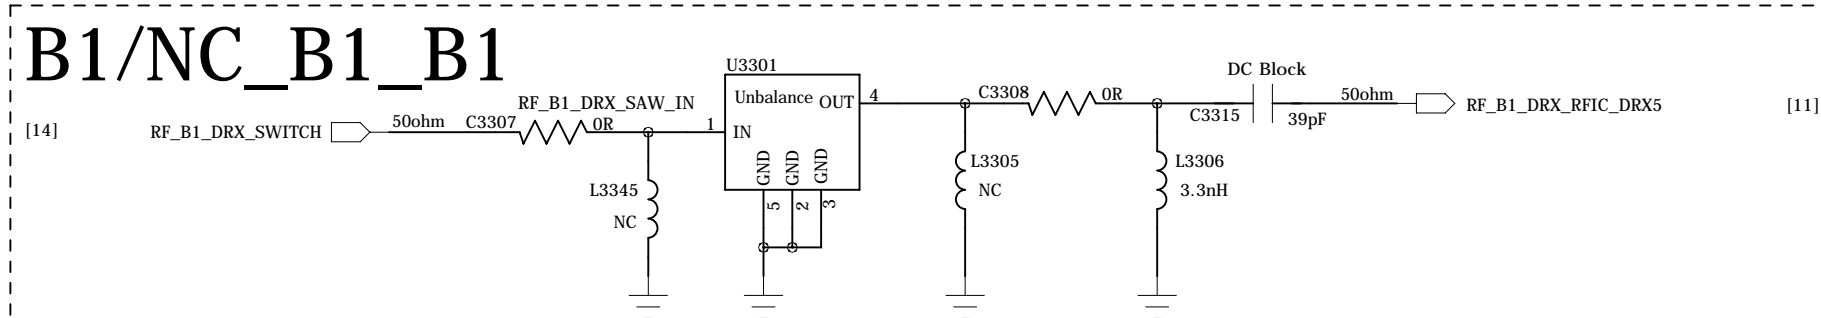 B1/NC_B1_B1
[14]
RF_B1_DRX_SWITCH
50ohm
C3307
RF_B1_DRX_SAW_IN
0R
L3345
NC
U3301
Unbalance
OUT
4
1
IN
GND
GND
GND
5
2
3
C3308
0R
L3305
NC
DC Block
C3315
39pF
L3306
3.3nH
50ohm
RF_B1_DRX_RFIC_DRX5
[11]